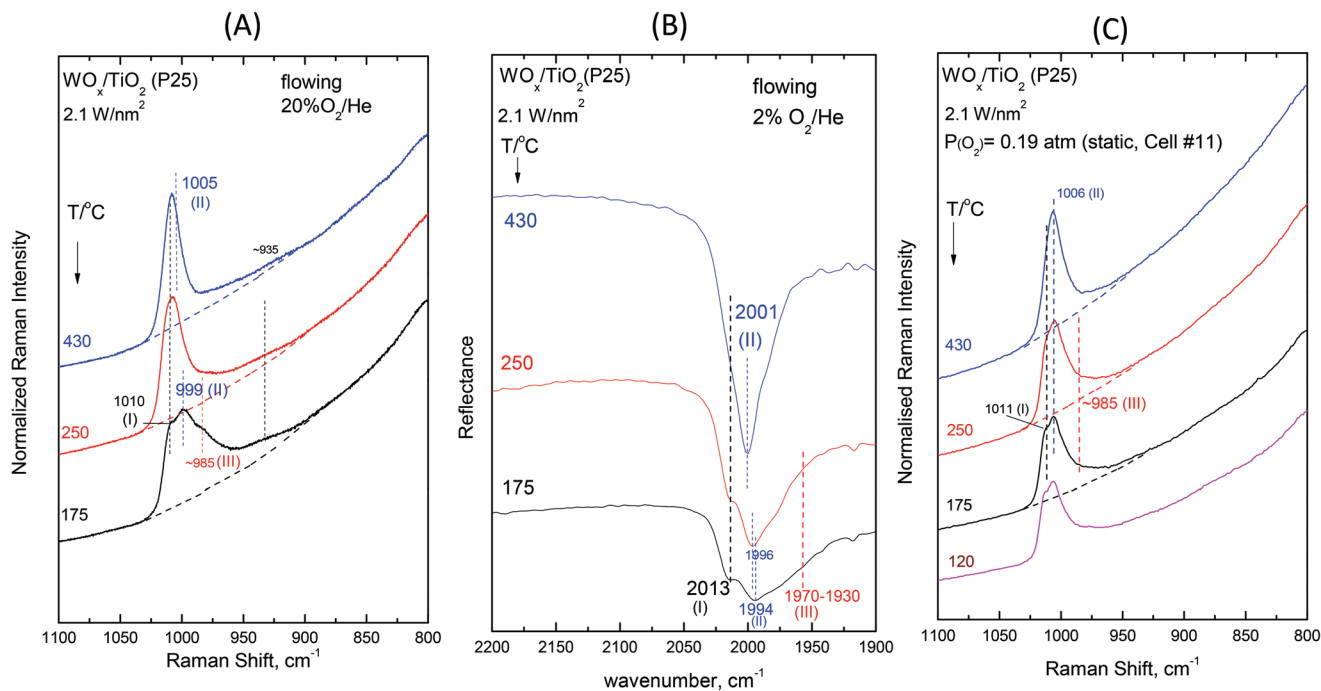 (A)
WOₓ/TiO₂ (P25)
2.1 W/nm²
flowing
20%O₂/He
T/°C
1005
(II)
~935
430
1010
(I)
999 (II)
250
~985 (III)
175
Normalized Raman Intensity
1100 1050 1000 950 900 850 800
Raman Shift, cm⁻¹
(B)
WOₓ/TiO₂ (P25)
2.1 W/nm²
flowing
2% O₂/He
T/°C
430
2001
(II)
250
175
1996
2013
(I)
1994
(II)
1970-1930
(III)
Reflectance
2200 2150 2100 2050 2000 1950 1900
wavenumber, cm⁻¹
(C)
WOₓ/TiO₂ (P25)
2.1 W/nm²
P(O₂)= 0.19 atm (static, Cell #11)
T/°C
1006 (II)
430
~985 (III)
1011 (I)
250
175
120
Normalised Raman Intensity
1100 1050 1000 950 900 850 800
Raman Shift, cm⁻¹